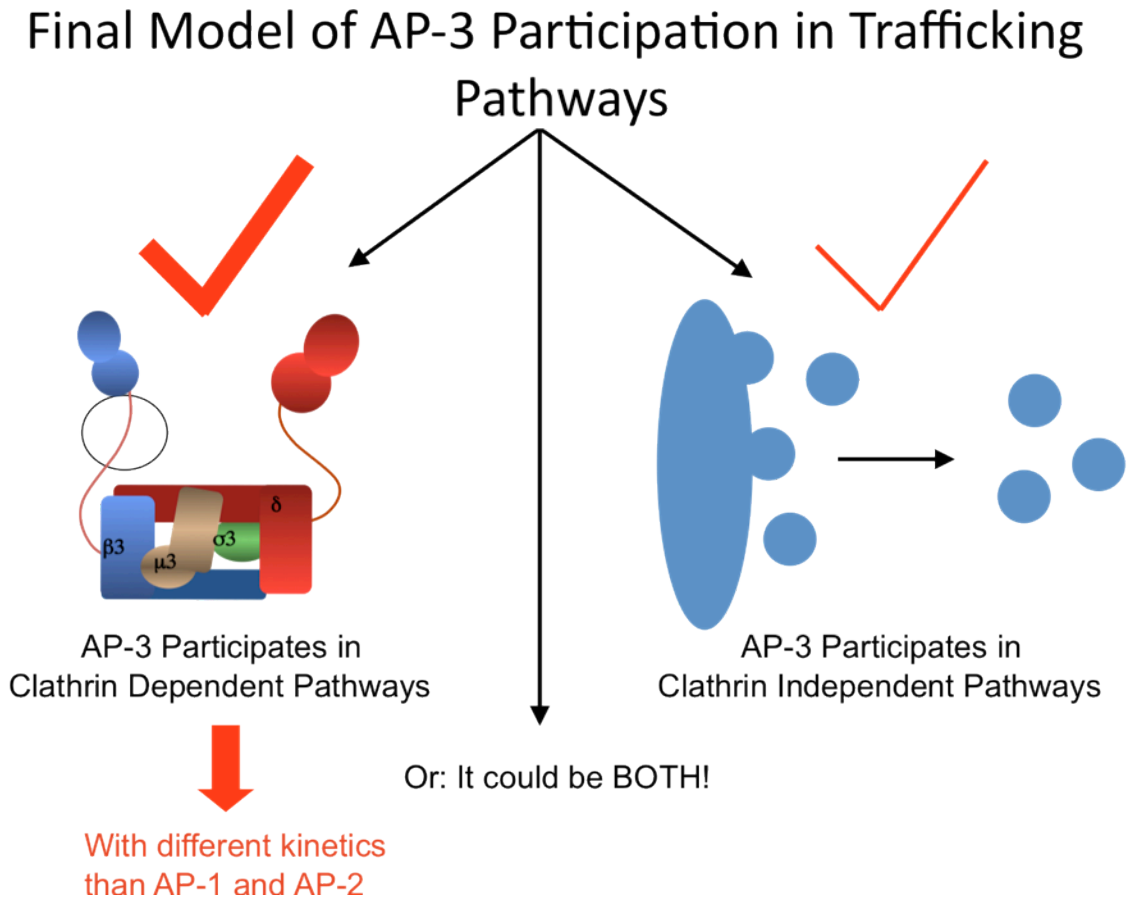 Final Model of AP-3 Participation in Trafficking
Pathways
β3
μ3
σ3
δ
AP-3 Participates in
Clathrin Dependent Pathways
AP-3 Participates in
Clathrin Independent Pathways
Or: It could be BOTH!
With different kinetics
than AP-1 and AP-2